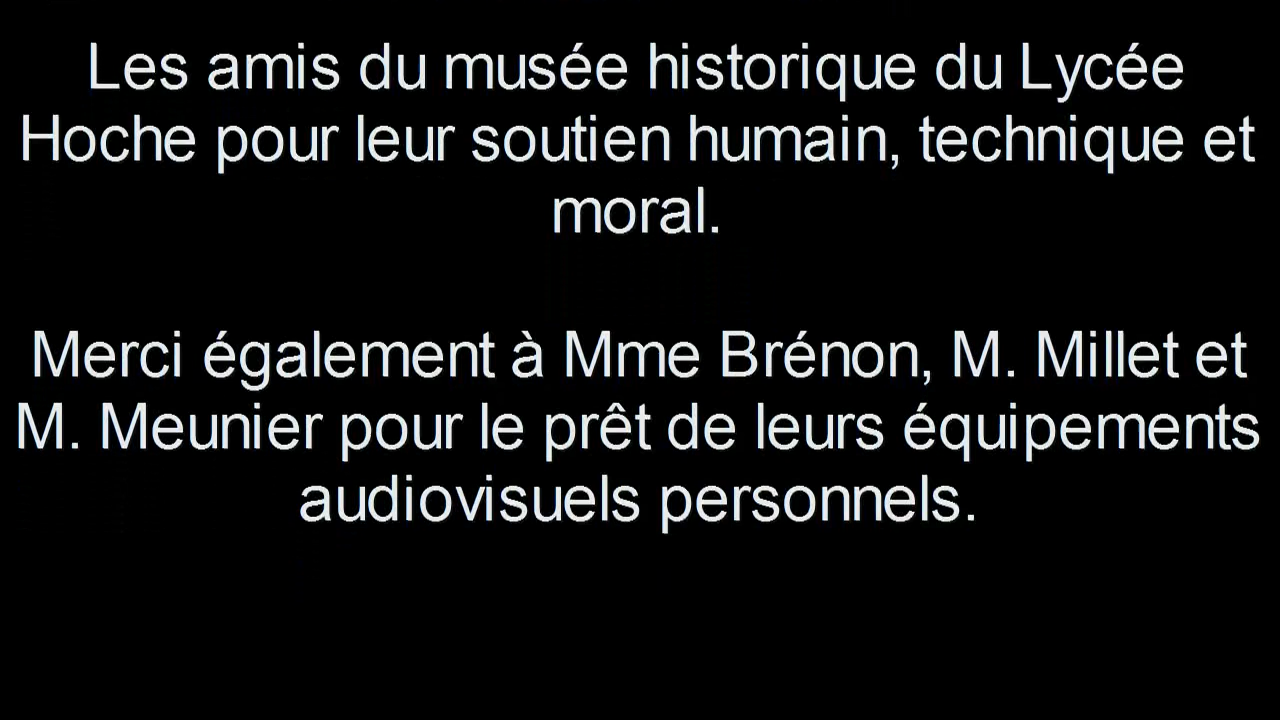 Les amis du musée historique du Lycée
Hoche pour leur soutien humain, technique et
moral.
Merci également à Mme Brénon, M. Millet et
M. Meunier pour le prêt de leurs équipements
audiovisuels personnels.